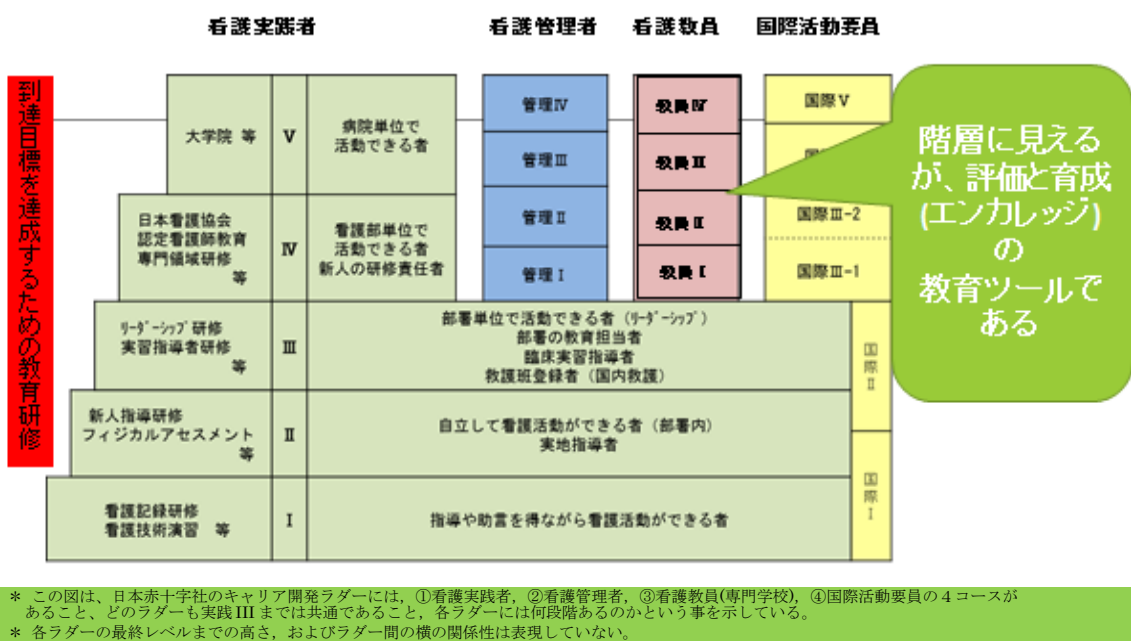 看護実践者
看護管理者
看護教員
国際活動要員
到達目標を達成するための教育研修
大学院 等
Ⅴ
病院単位で
活動できる者
管理Ⅳ
管理Ⅲ
管理Ⅱ
管理Ⅰ
教員Ⅳ
教員Ⅲ
教員Ⅱ
教員Ⅰ
国際Ⅴ
国際Ⅲ-2
国際Ⅲ-1
階層に見える
が、評価と育成
(エンカレッジ)
の
教育ツールで
ある
日本看護協会
認定看護師教育
専門領域研修
等
Ⅳ
看護部単位で
活動できる者
新人の研修責任者
リーダーシップ研修
実習指導者研修
等
Ⅲ
部署単位で活動できる者（リーダーシップ）
部署の教育担当者
臨床実習指導者
救護班登録者（国内救護）
国際Ⅱ
新人指導研修
フィジカルアセスメント
等
Ⅱ
自立して看護活動ができる者（部署内）
実地指導者
看護記録研修
看護技術演習 等
Ⅰ
指導や助言を得ながら看護活動ができる者
国際Ⅰ
＊ この図は、日本赤十字社のキャリア開発ラダーには，①看護実践者，②看護管理者，③看護教員(専門学校)，④国際活動要員の４コースが
あること、どのラダーも実践IIIまでは共通であること，各ラダーには何段階あるのかという事を示している。
＊ 各ラダーの最終レベルまでの高さ，およびラダー間の横の関係性は表現していない。